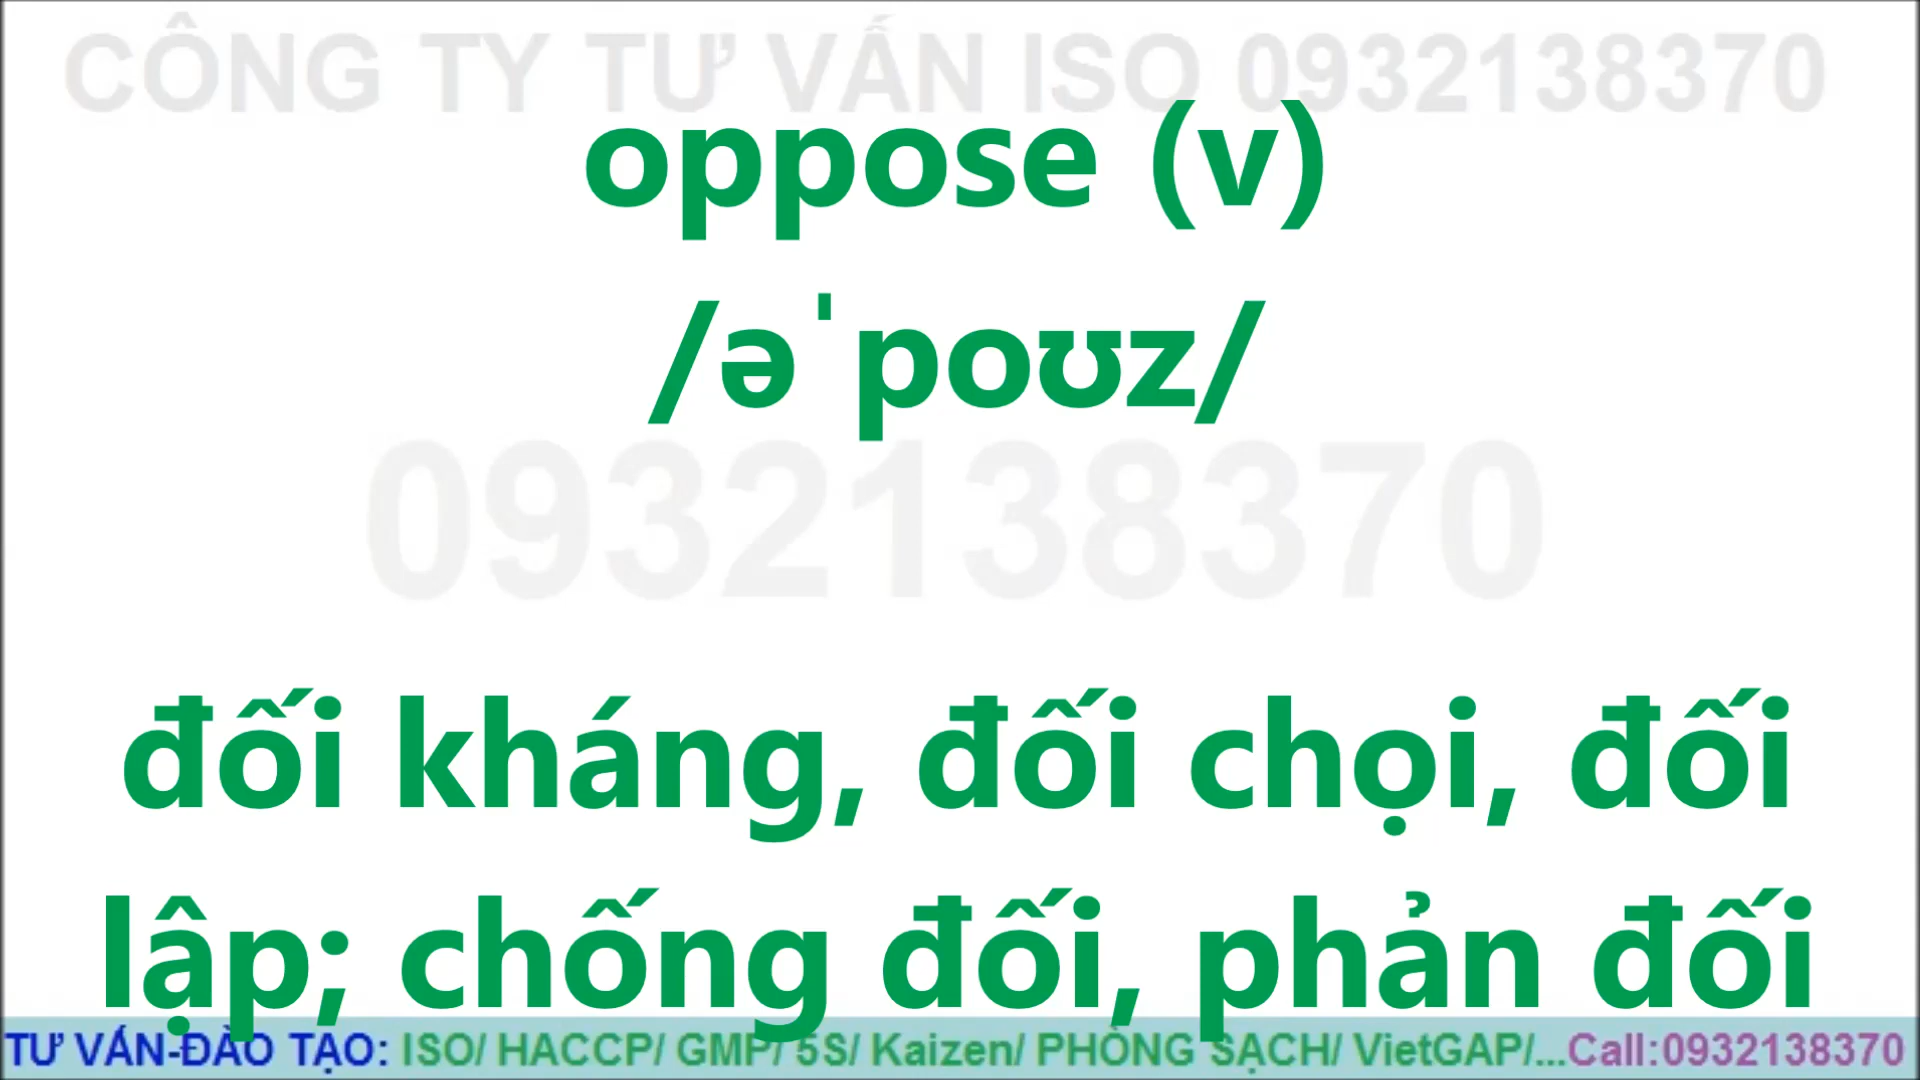 CÔNG TY TƯ VẤN ISO 0932138370
oppose (v)
/əˈpoʊz/
0932138370
đối kháng, đối chọi, đối
lập; chống đối, phản đối
TƯ VẤN-ĐÀO TẠO: ISO/ HACCP/ GMP/ 5S/ Kaizen/ PHÒNG SẠCH/ VietGAP/...Call:0932138370